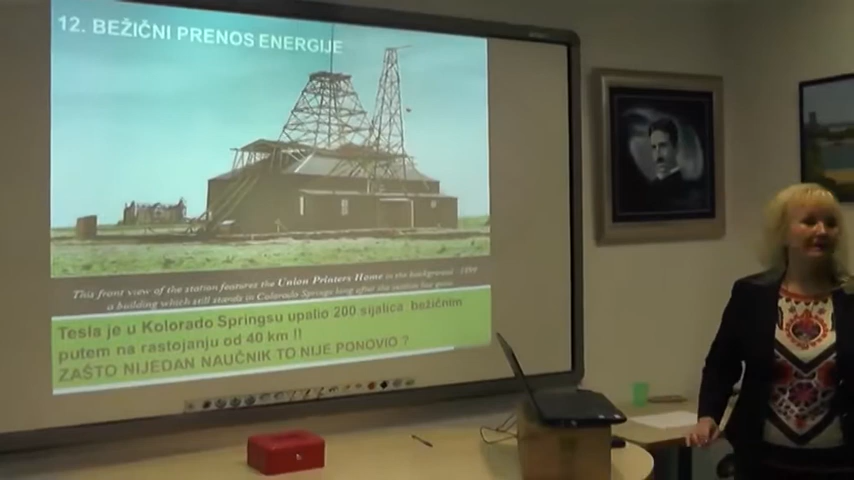 12. BEŽIČNI PRENOS ENERGIJE
This front view of the station features the Union Printers Home in the background 1899
a building which still stands in Colorado Springs long after the station has gone.
Tesla je u Kolorado Springsu upalio 200 sijalica bežičnim
putem na rastojanju od 40 km !!
ZAŠTO NIJEDAN NAUČNIK TO NIJE PONOVIO ?